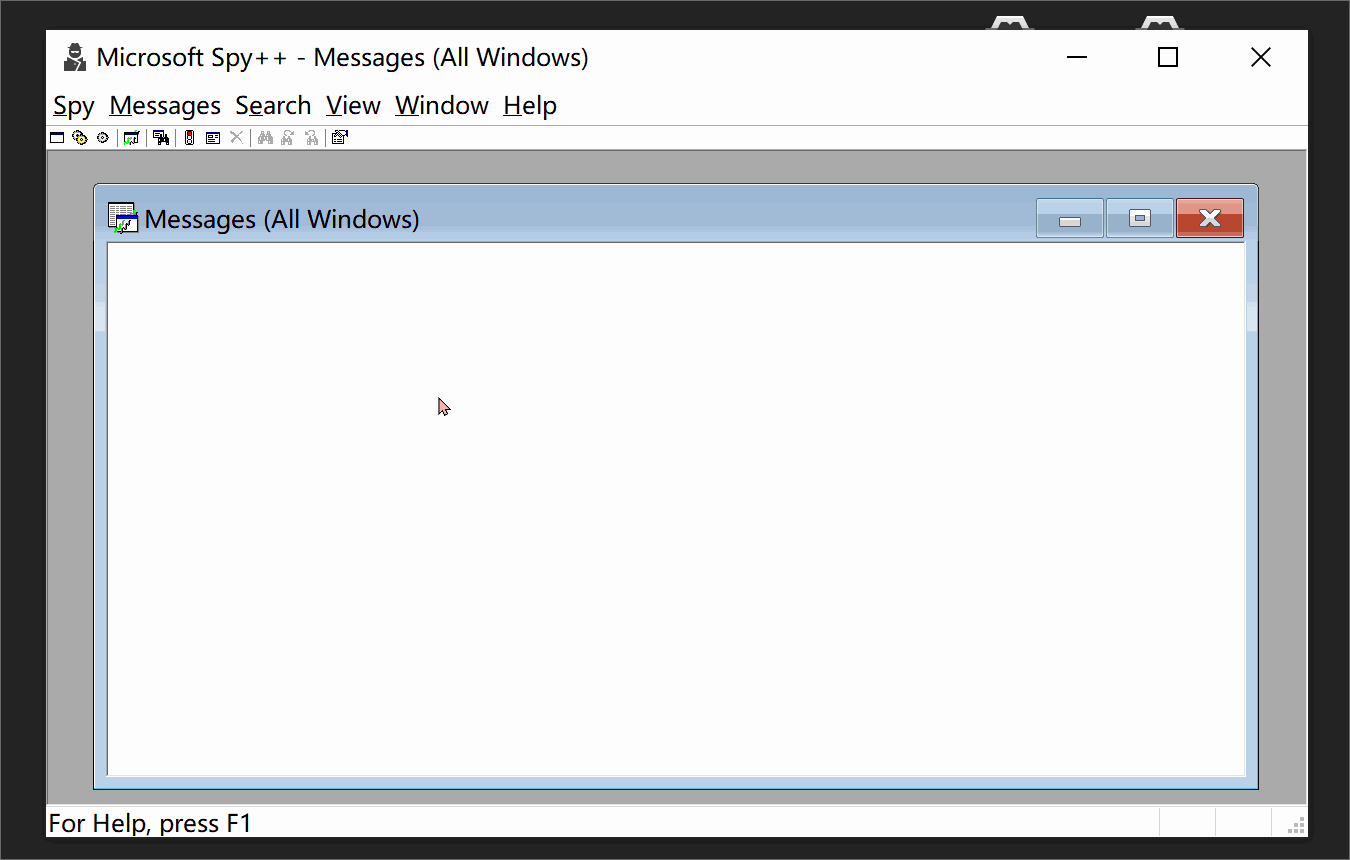 Microsoft Spy++ - Messages (All Windows)
Spy Messages Search View Window Help
Messages (All Windows)
For Help, press F1